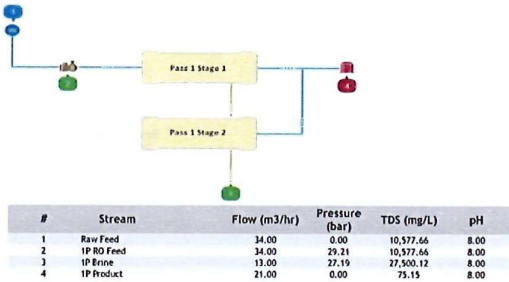 Pass 1 Stage 1
Pass 1 Stage 2
# Stream Flow (m3/hr) Pressure (bar) TDS (mg/L) pH
1 Raw Feed 34.00 0.00 10,577.66 8.00
2 1P RO Feed 34.00 29.21 10,577.66 8.00
3 1P Brine 13.00 27.19 27,500.12 8.00
4 1P Product 21.00 0.00 75.15 8.00